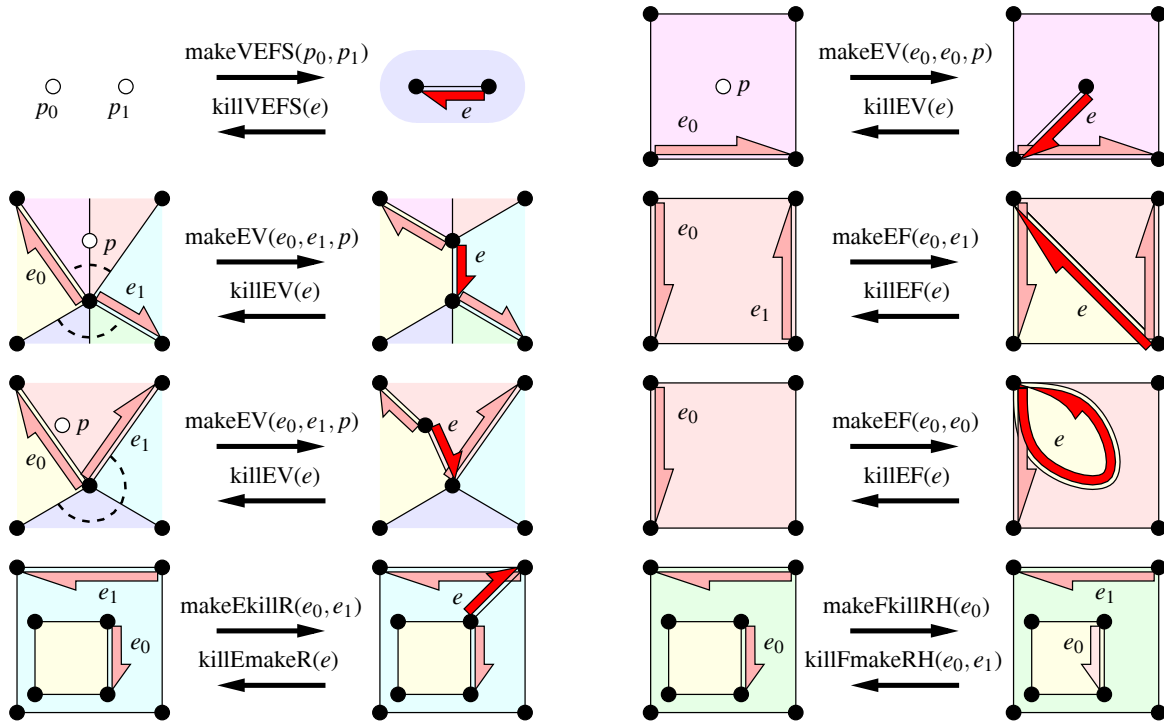 makeVEFS(p₀, p₁)
killVEFS(e)
p₀ p₁
e
makeEV(e₀, e₀, p)
killEV(e)
p
e₀
e
makeEV(e₀, e₁, p)
killEV(e)
p
e₀
e₁
e
makeEF(e₀, e₁)
killEF(e)
e₀
e₁
e
makeEV(e₀, e₁, p)
killEV(e)
p
e₀
e₁
e
makeEF(e₀, e₀)
killEF(e)
e₀
e
makeEkillR(e₀, e₁)
killEmakeR(e)
e₁
e₀
e
e₀
makeFkillRH(e₀)
killFmakeRH(e₀, e₁)
e₀
e₁
e₀